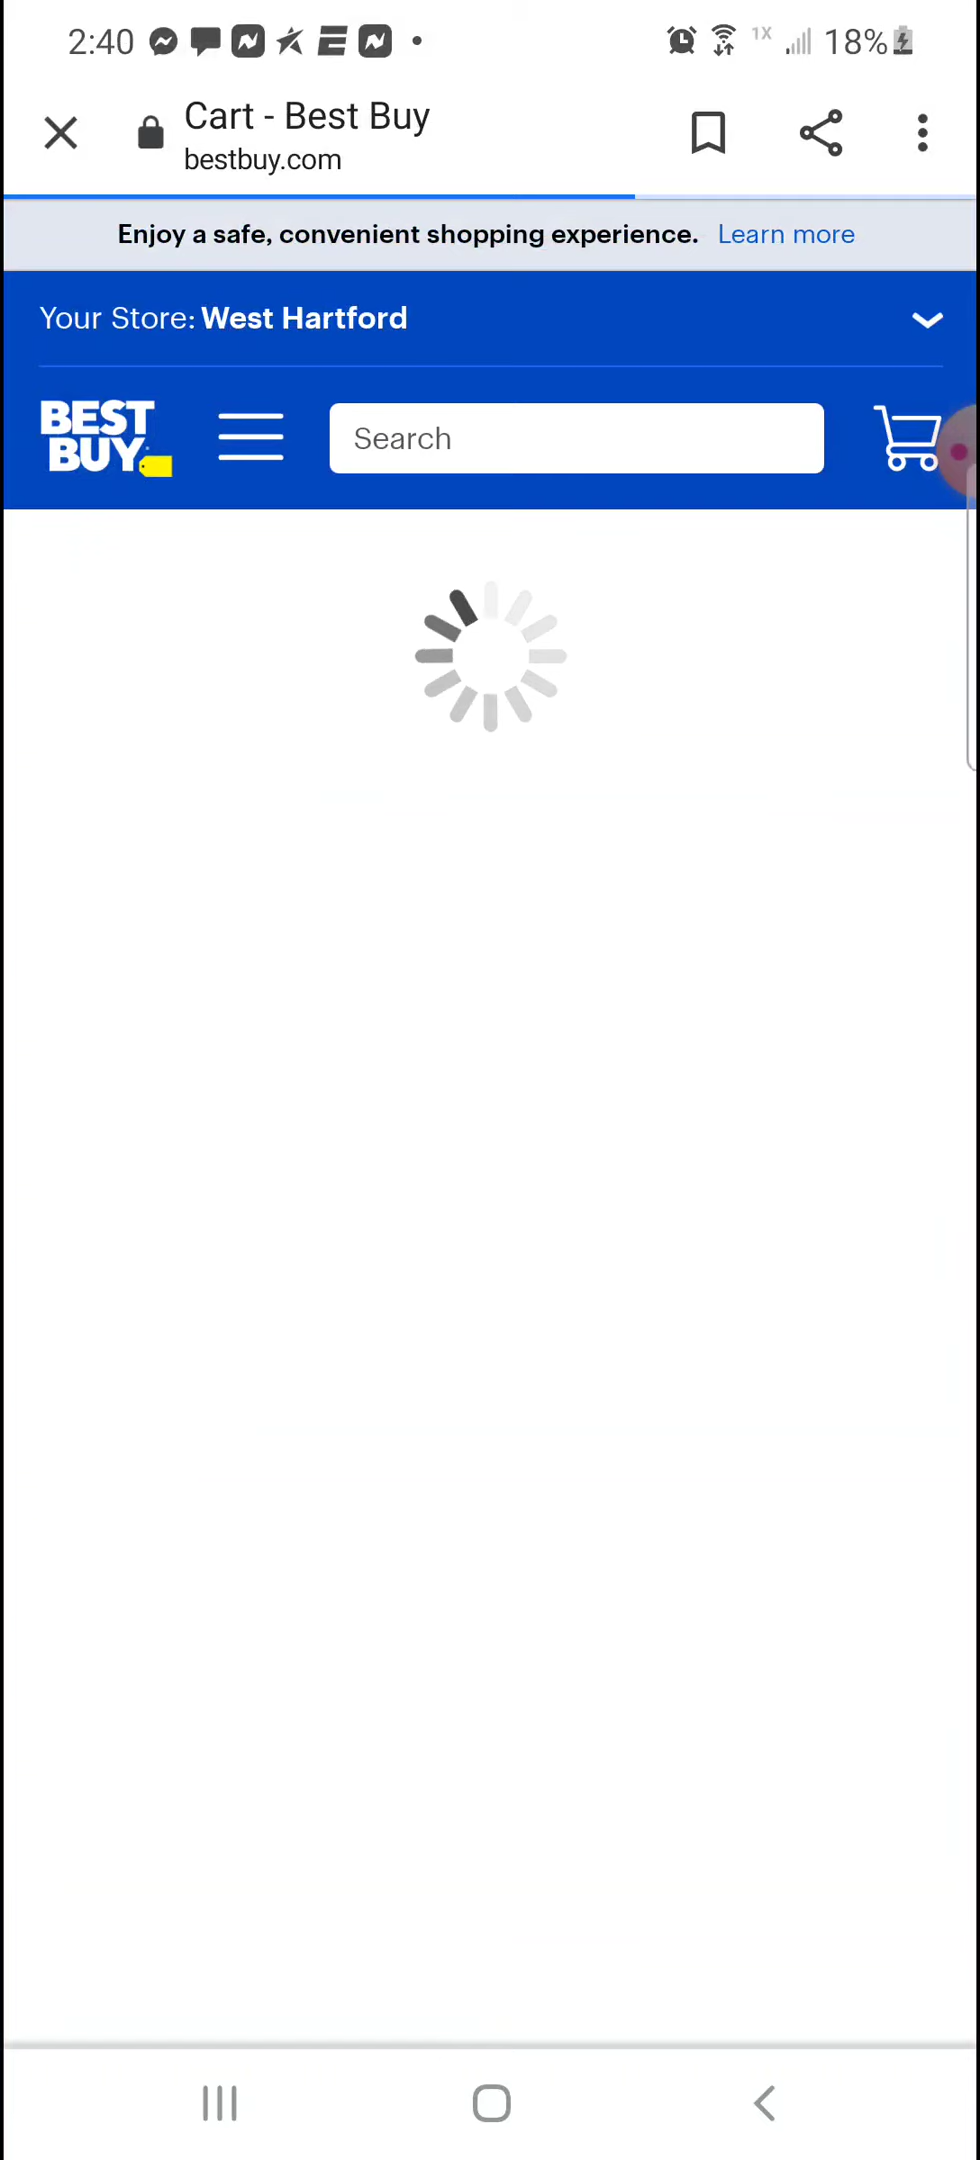 2:40
1X
18%
Cart - Best Buy
bestbuy.com
Enjoy a safe, convenient shopping experience. Learn more
Your Store: West Hartford
BEST
BUY
Search